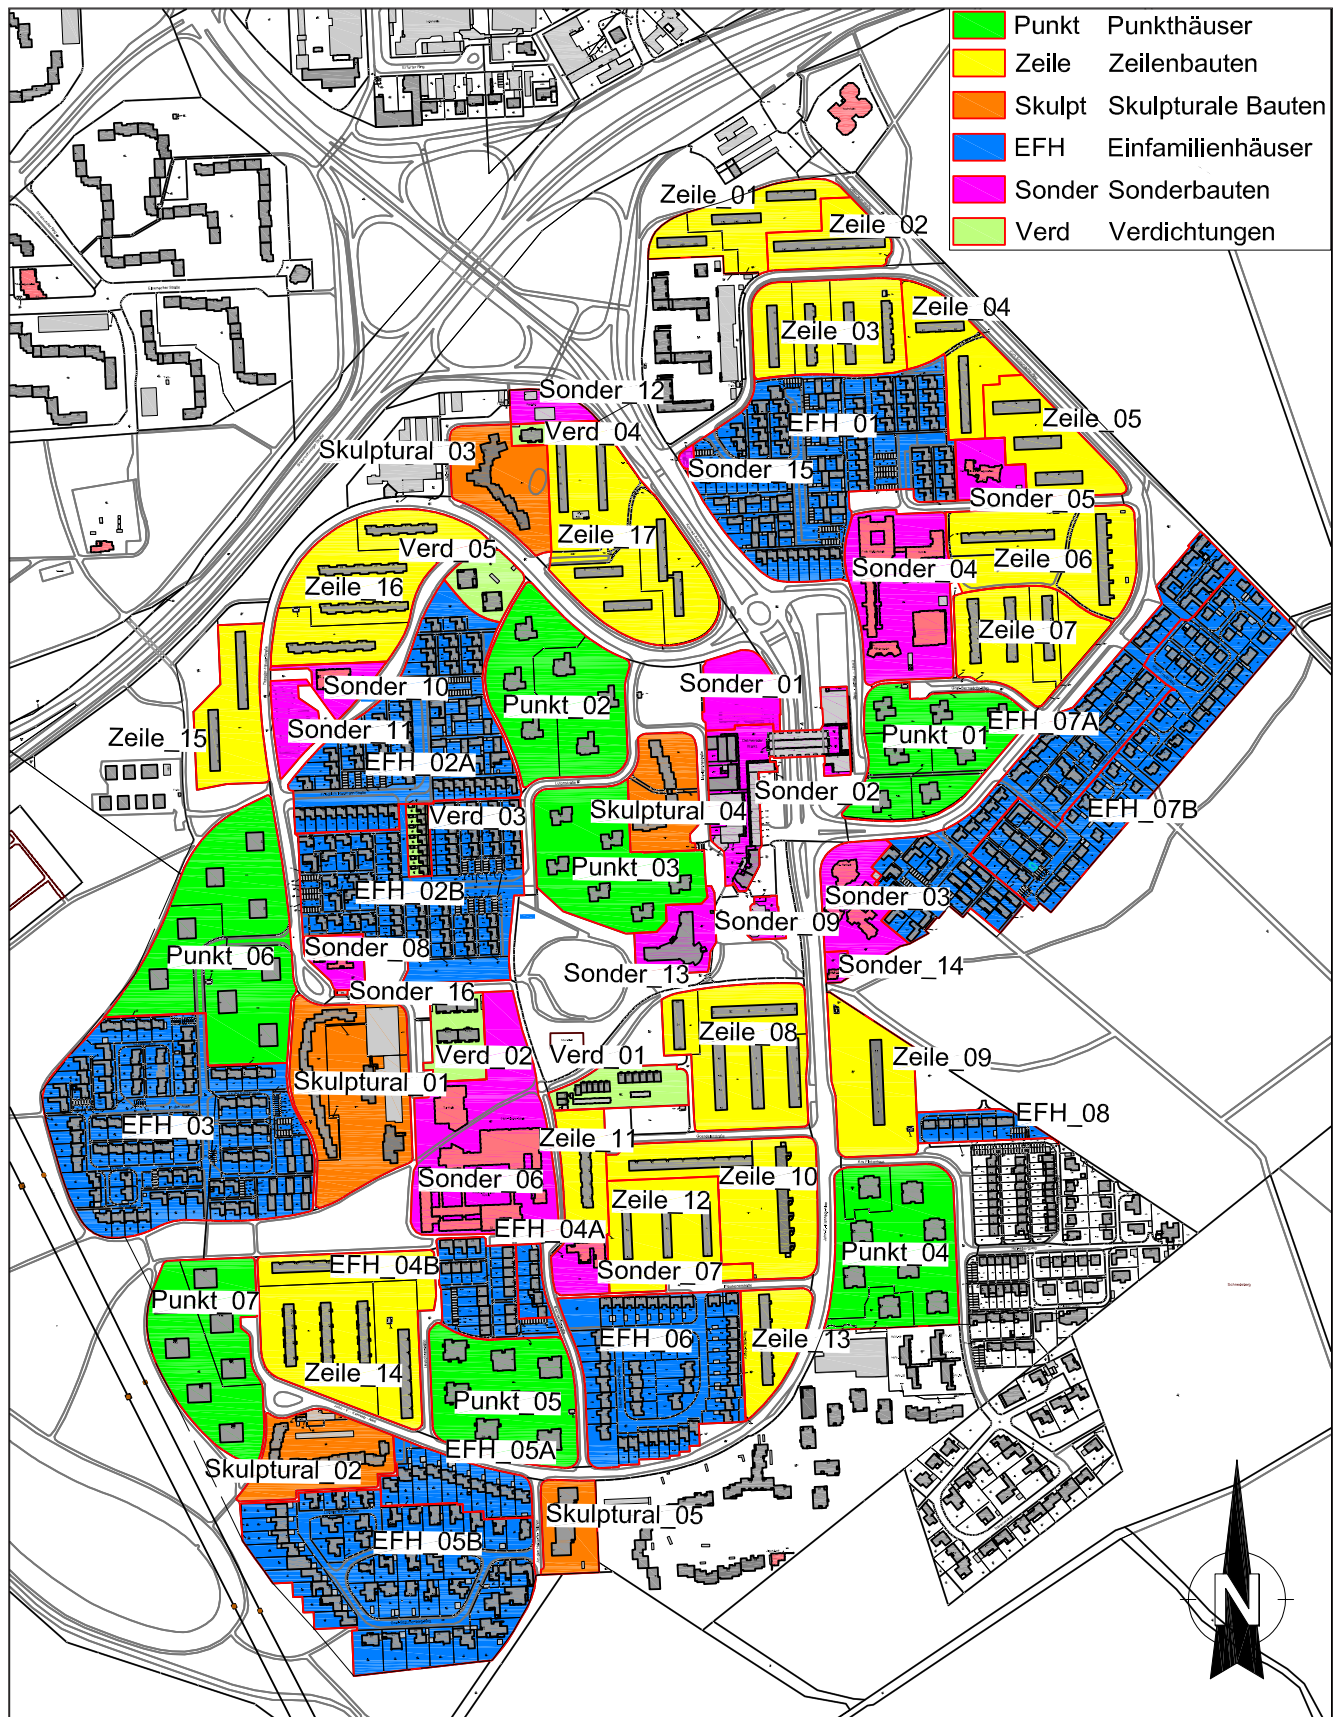 Punkt Punkthäuser
Zeile Zeilenbauten
Skulpt Skulpturale Bauten
EFH Einfamilienhäuser
Sonder Sonderbauten
Verd Verdichtungen
Zeile_01
Zeile_02
Zeile_03
Zeile_04
Sonder_12
Zeile_05
EFH_01
Verd_04
Skulptural_03
Sonder_15
Sonder_05
Zeile_17
Verd_05
Zeile_06
Sonder_04
Zeile_16
Zeile_07
Sonder_10
Sonder_01
Punkt_02
EFH_07A
Sonder_11
Zeile_15
Punkt_01
EFH_02A
Sonder_02
EFH_07B
Skulptural_04
Verd_03
Punkt_03
EFH_02B
Sonder_03
Sonder_09
Sonder_08
Punkt_06
Sonder_13
Sonder_14
Sonder_16
Zeile_08
Verd_02
Verd_01
Zeile_09
Skulptural_01
EFH_08
EFH_03
Zeile_11
Sonder_06
Zeile_10
Zeile_12
EFH_04A
Punkt_04
EFH_04B
Sonder_07
Punkt_07
EFH_06
Zeile_13
Zeile_14
Punkt_05
EFH_05A
Skulptural_02
Skulptural_05
EFH_05B
N